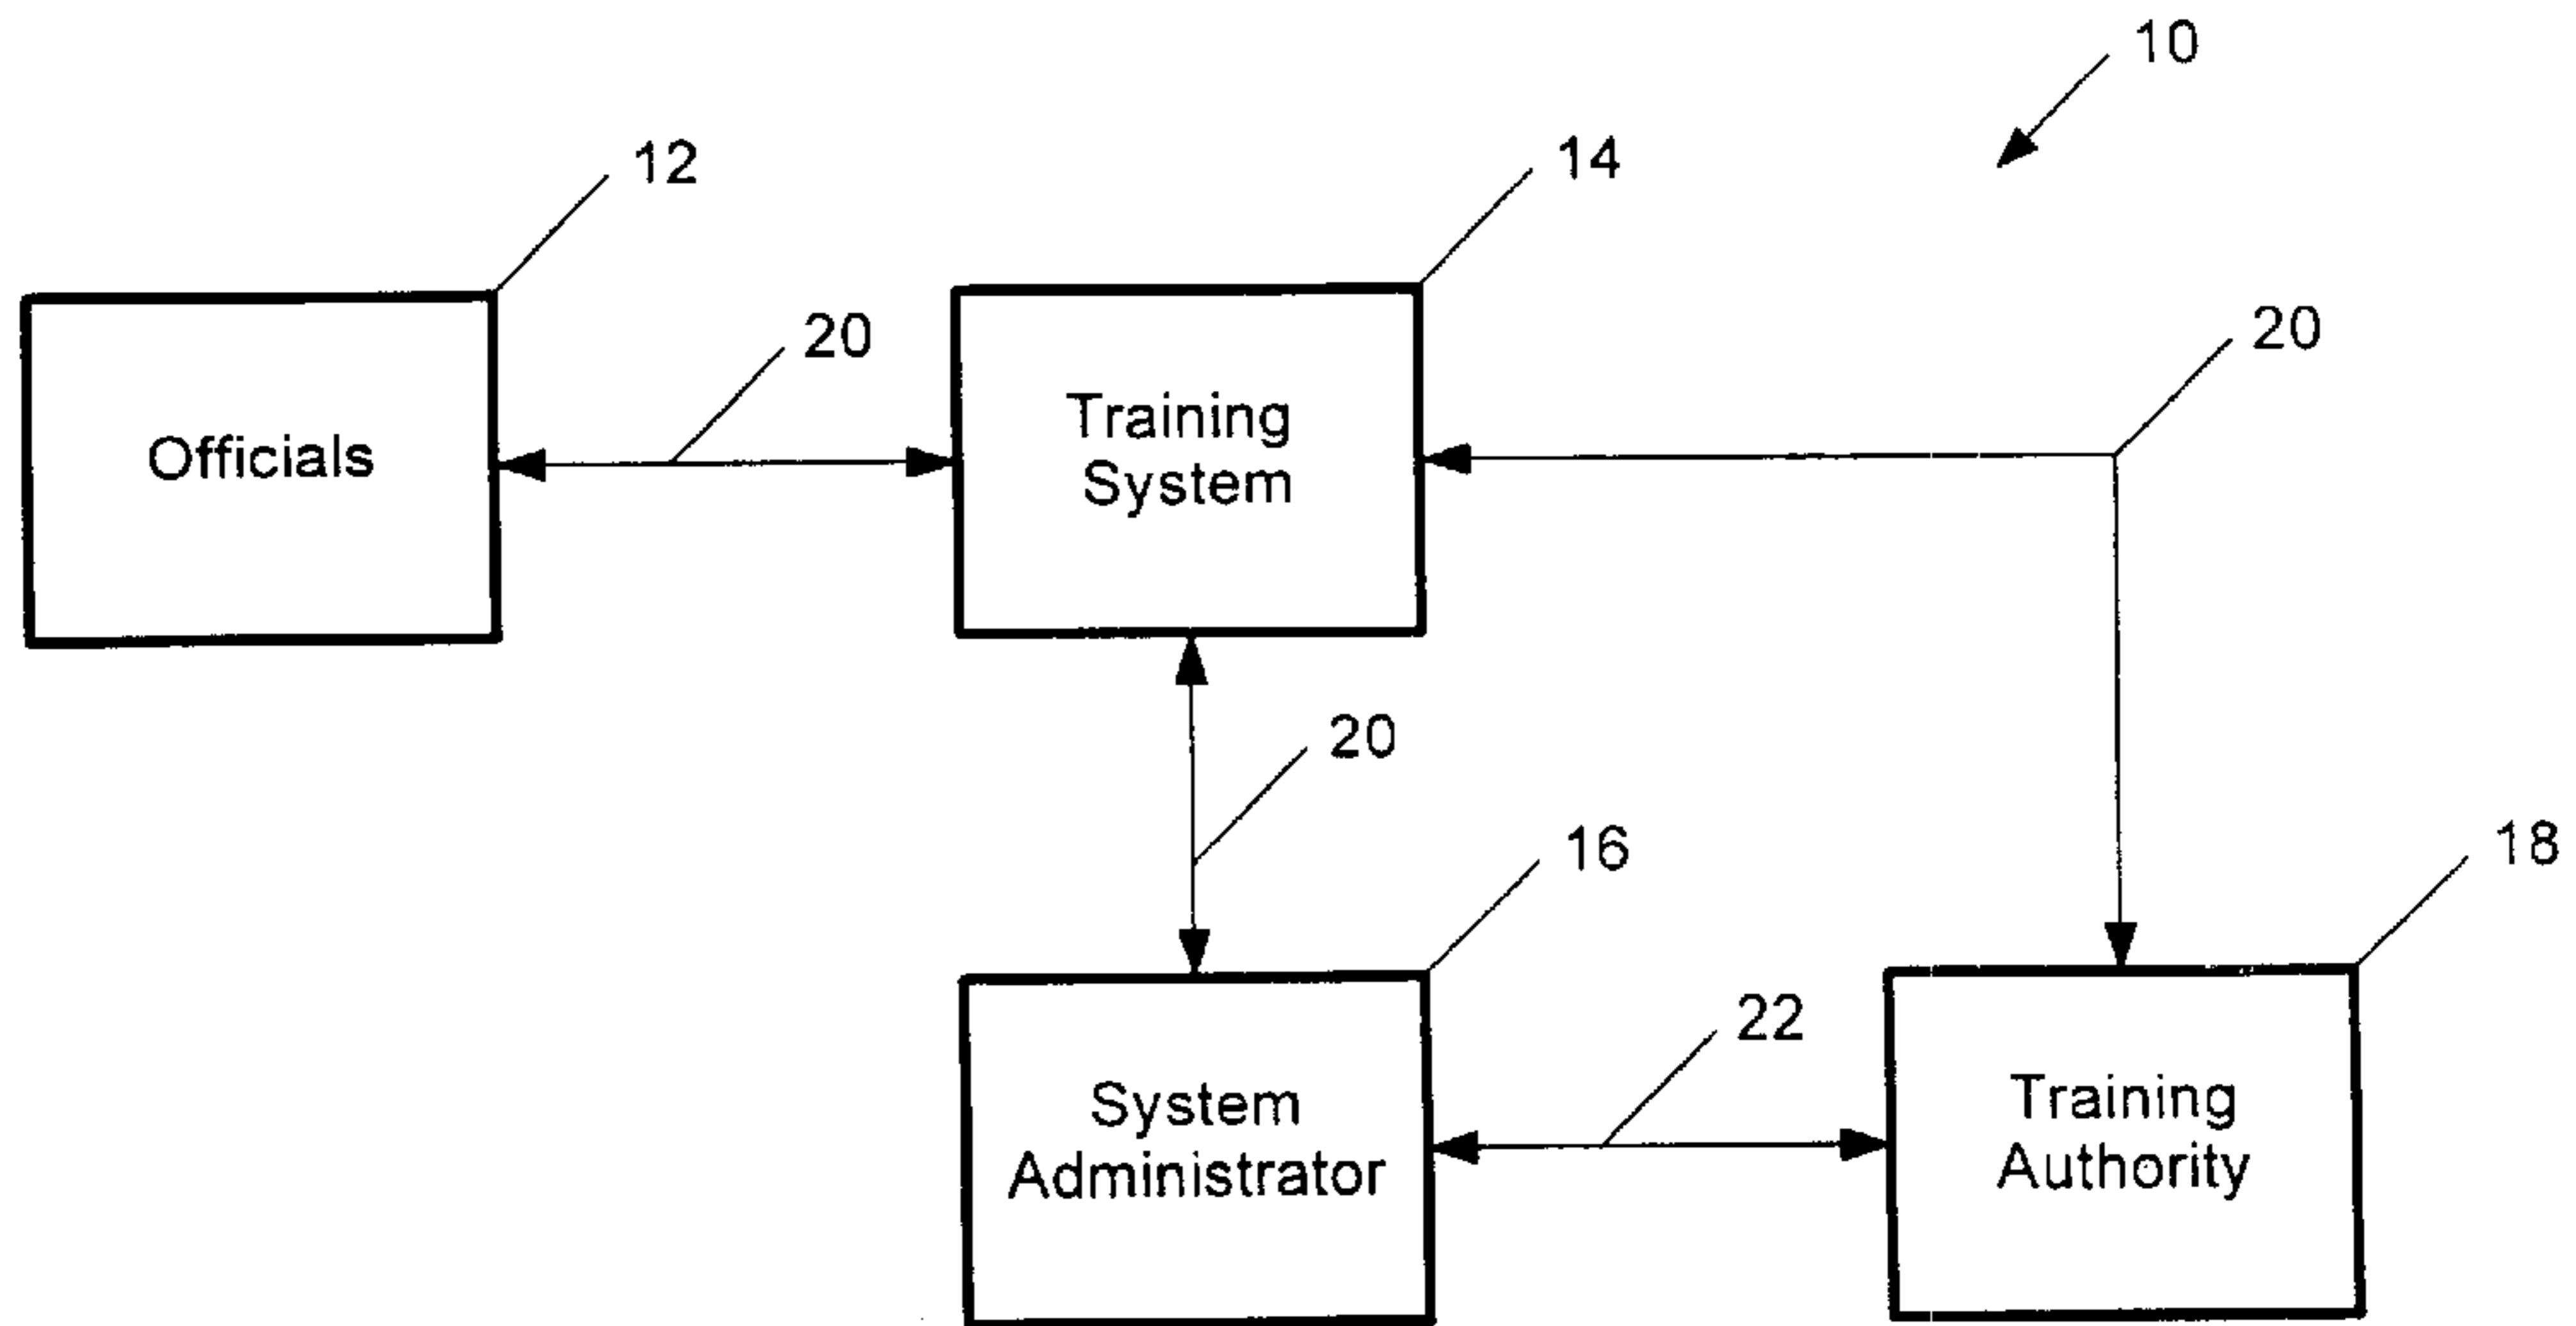 10
12
14
20
20
Officials
Training
System
20
16
18
22
System
Administrator
Training
Authority